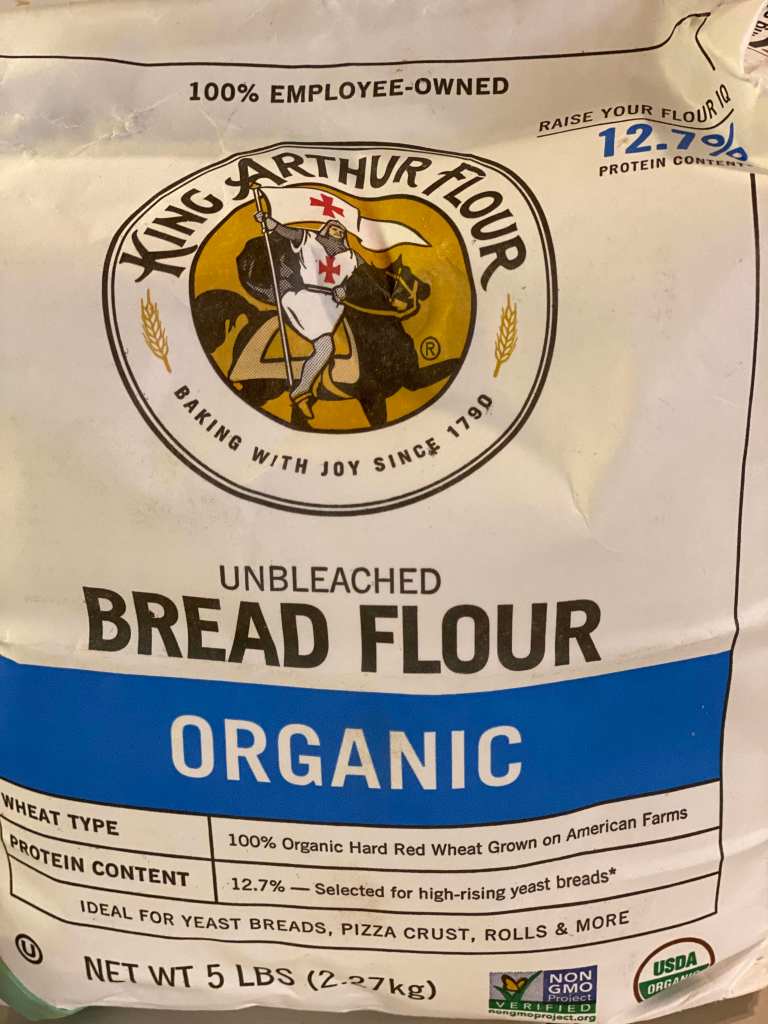 100% EMPLOYEE-OWNED
RAISE YOUR FLOUR IQ
12.7%
PROTEIN CONTENT
KING ARTHUR FLOUR
®
BAKING WITH JOY SINCE 1790
UNBLEACHED
BREAD FLOUR
ORGANIC
WHEAT TYPE 100% Organic Hard Red Wheat Grown on American Farms
PROTEIN CONTENT 12.7% — Selected for high-rising yeast breads*
IDEAL FOR YEAST BREADS, PIZZA CRUST, ROLLS & MORE
U
NET WT 5 LBS (2.27kg)
NON
GMO
Project
VERIFIED
nongmoproject.org
USDA
ORGANIC